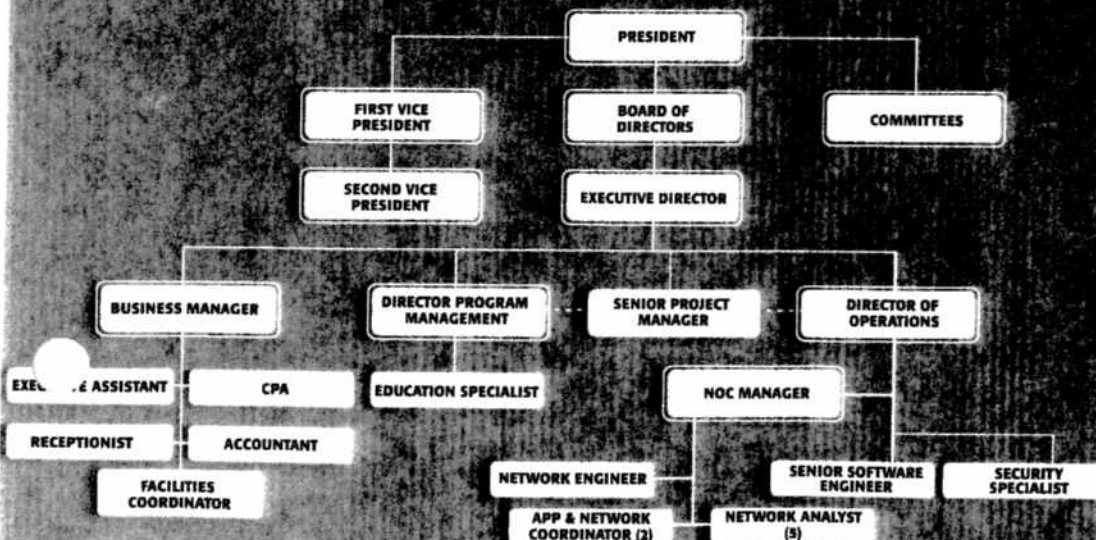 PRESIDENT
FIRST VICE
PRESIDENT
BOARD OF
DIRECTORS
COMMITTEES
SECOND VICE
PRESIDENT
EXECUTIVE DIRECTOR
BUSINESS MANAGER
DIRECTOR PROGRAM
MANAGEMENT
SENIOR PROJECT
MANAGER
DIRECTOR OF
OPERATIONS
ASSISTANT
CPA
EDUCATION SPECIALIST
NOC MANAGER
RECEPTIONIST
ACCOUNTANT
FACILITIES
COORDINATOR
NETWORK ENGINEER
SENIOR SOFTWARE
ENGINEER
SECURITY
SPECIALIST
APP & NETWORK
COORDINATOR (2)
NETWORK ANALYST
(5)